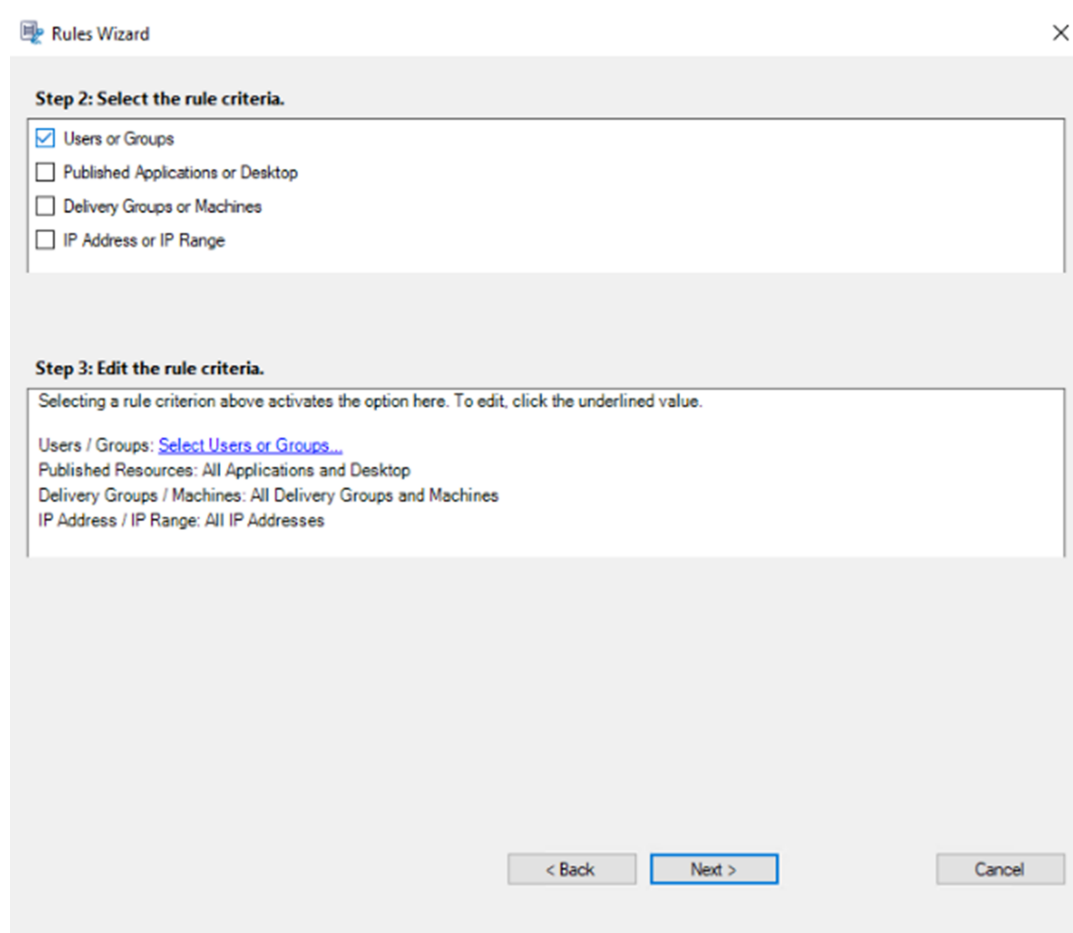 Rules Wizard
Step 2: Select the rule criteria.
Users or Groups
Published Applications or Desktop
Delivery Groups or Machines
IP Address or IP Range
Step 3: Edit the rule criteria.
Selecting a rule criterion above activates the option here. To edit, click the underlined value.
Users / Groups: Select Users or Groups...
Published Resources: All Applications and Desktop
Delivery Groups / Machines: All Delivery Groups and Machines
IP Address / IP Range: All IP Addresses
< Back Next > Cancel